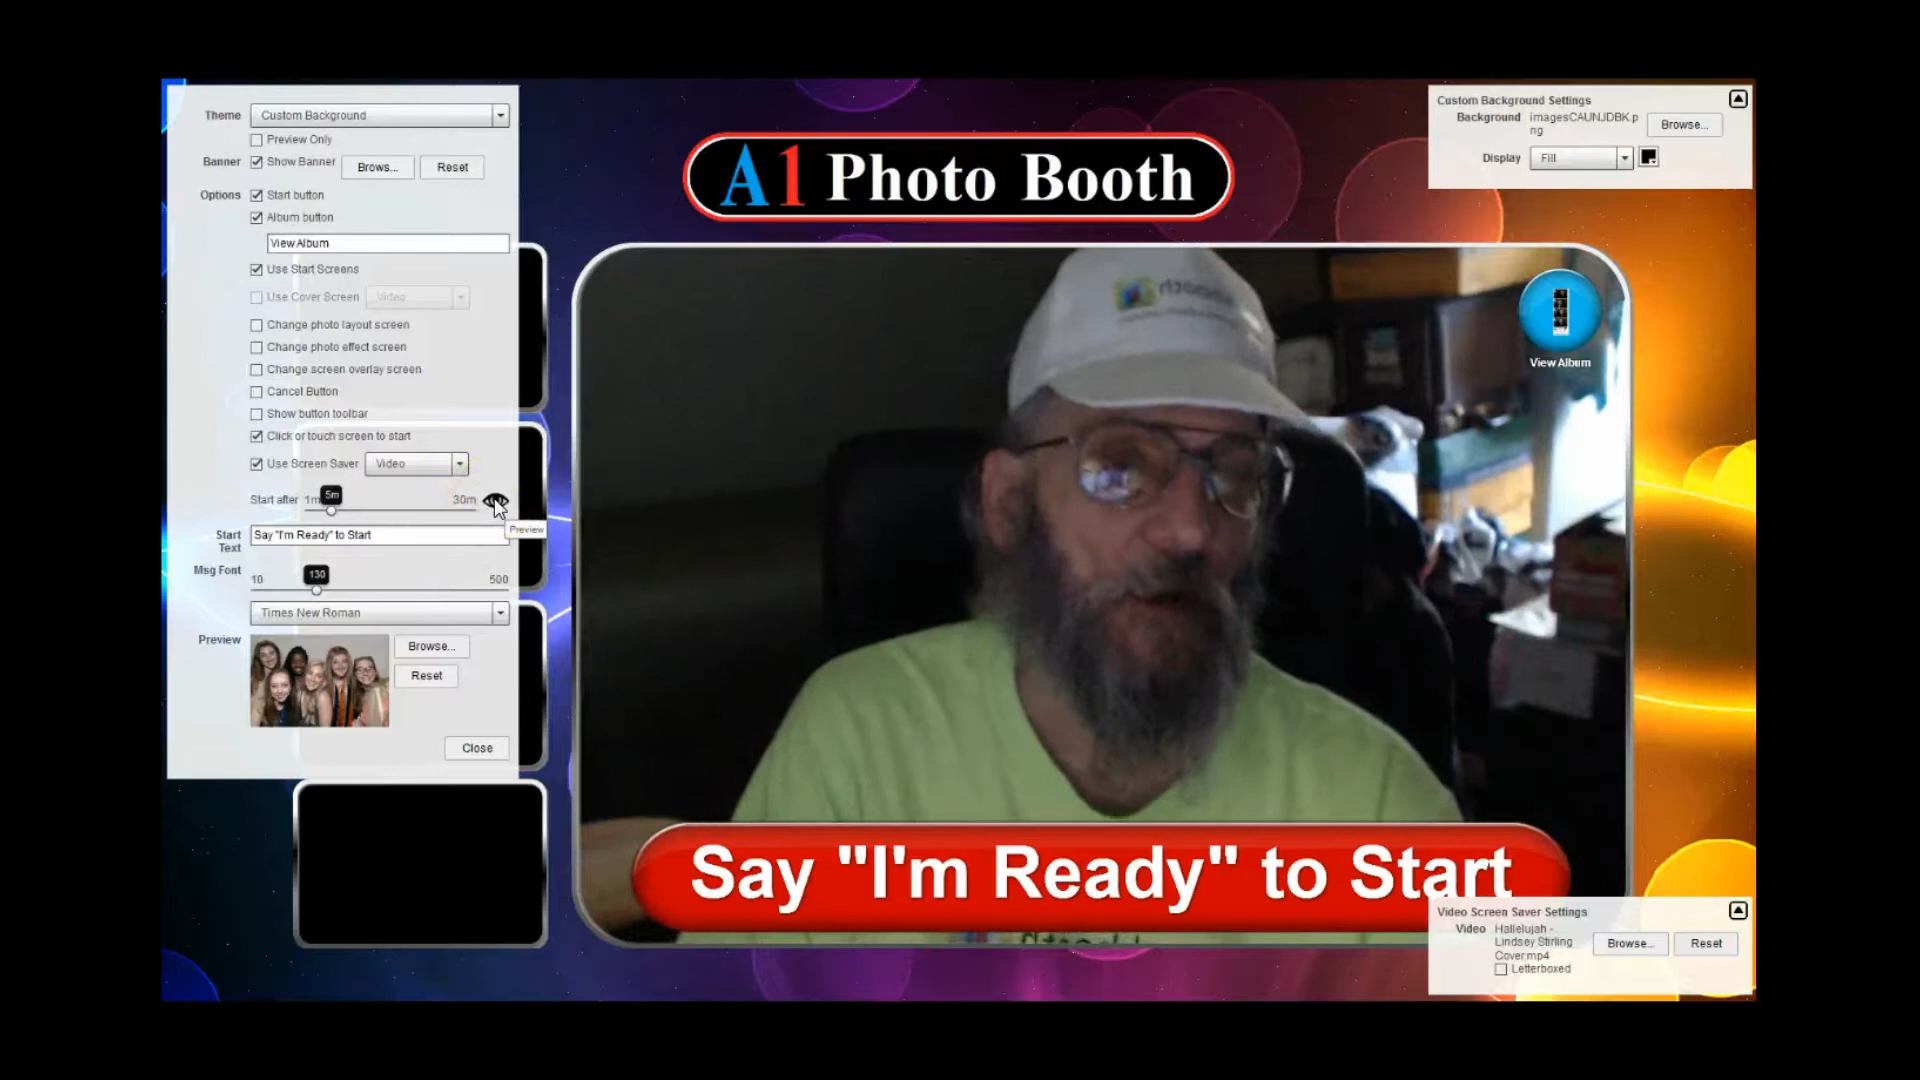 Theme Custom Background
Preview Only
Banner Show Banner Brows... Reset
Options Start button
Album button
View Album
Use Start Screens
Use Cover Screen Video
Change photo layout screen
Change photo effect screen
Change screen overlay screen
Cancel Button
Show button toolbar
Click or touch screen to start
Use Screen Saver Video
Start after 1m 5m 30m
Preview
Start Text Say "I'm Ready" to Start
Msg Font 10 130 500
Times New Roman
Preview Browse...
Reset
Close
A1 Photo Booth
View Album
Say "I'm Ready" to Start
Custom Background Settings
Background imagesCAUNJDBK.p
ng
Browse...
Display Fill
Video Screen Saver Settings
Video Hallelujah -
Lindsey Stirling
Cover.mp4
Browse... Reset
Letterboxed